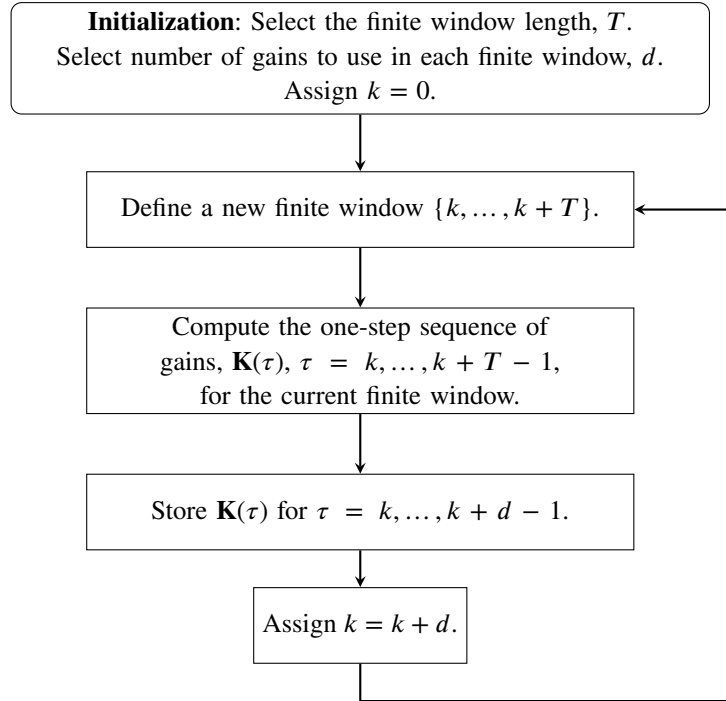 Initialization: Select the finite window length, T.
Select number of gains to use in each finite window, d.
Assign k = 0.
Define a new finite window {k, … , k + T}.
Compute the one-step sequence of
gains, K(τ), τ = k, … , k + T − 1,
for the current finite window.
Store K(τ) for τ = k, … , k + d − 1.
Assign k = k + d.